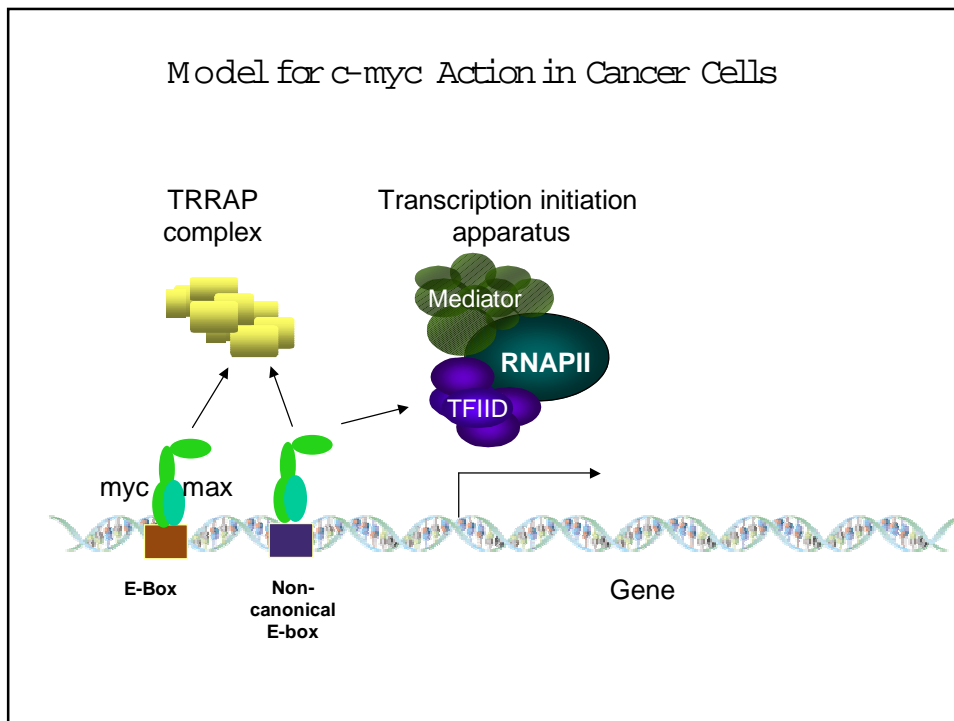 Model for c-myc Action in Cancer Cells
TRRAP
complex
Transcription initiation
apparatus
Mediator
RNAPII
TFIID
myc
max
E-Box
Non-
canonical
E-box
Gene